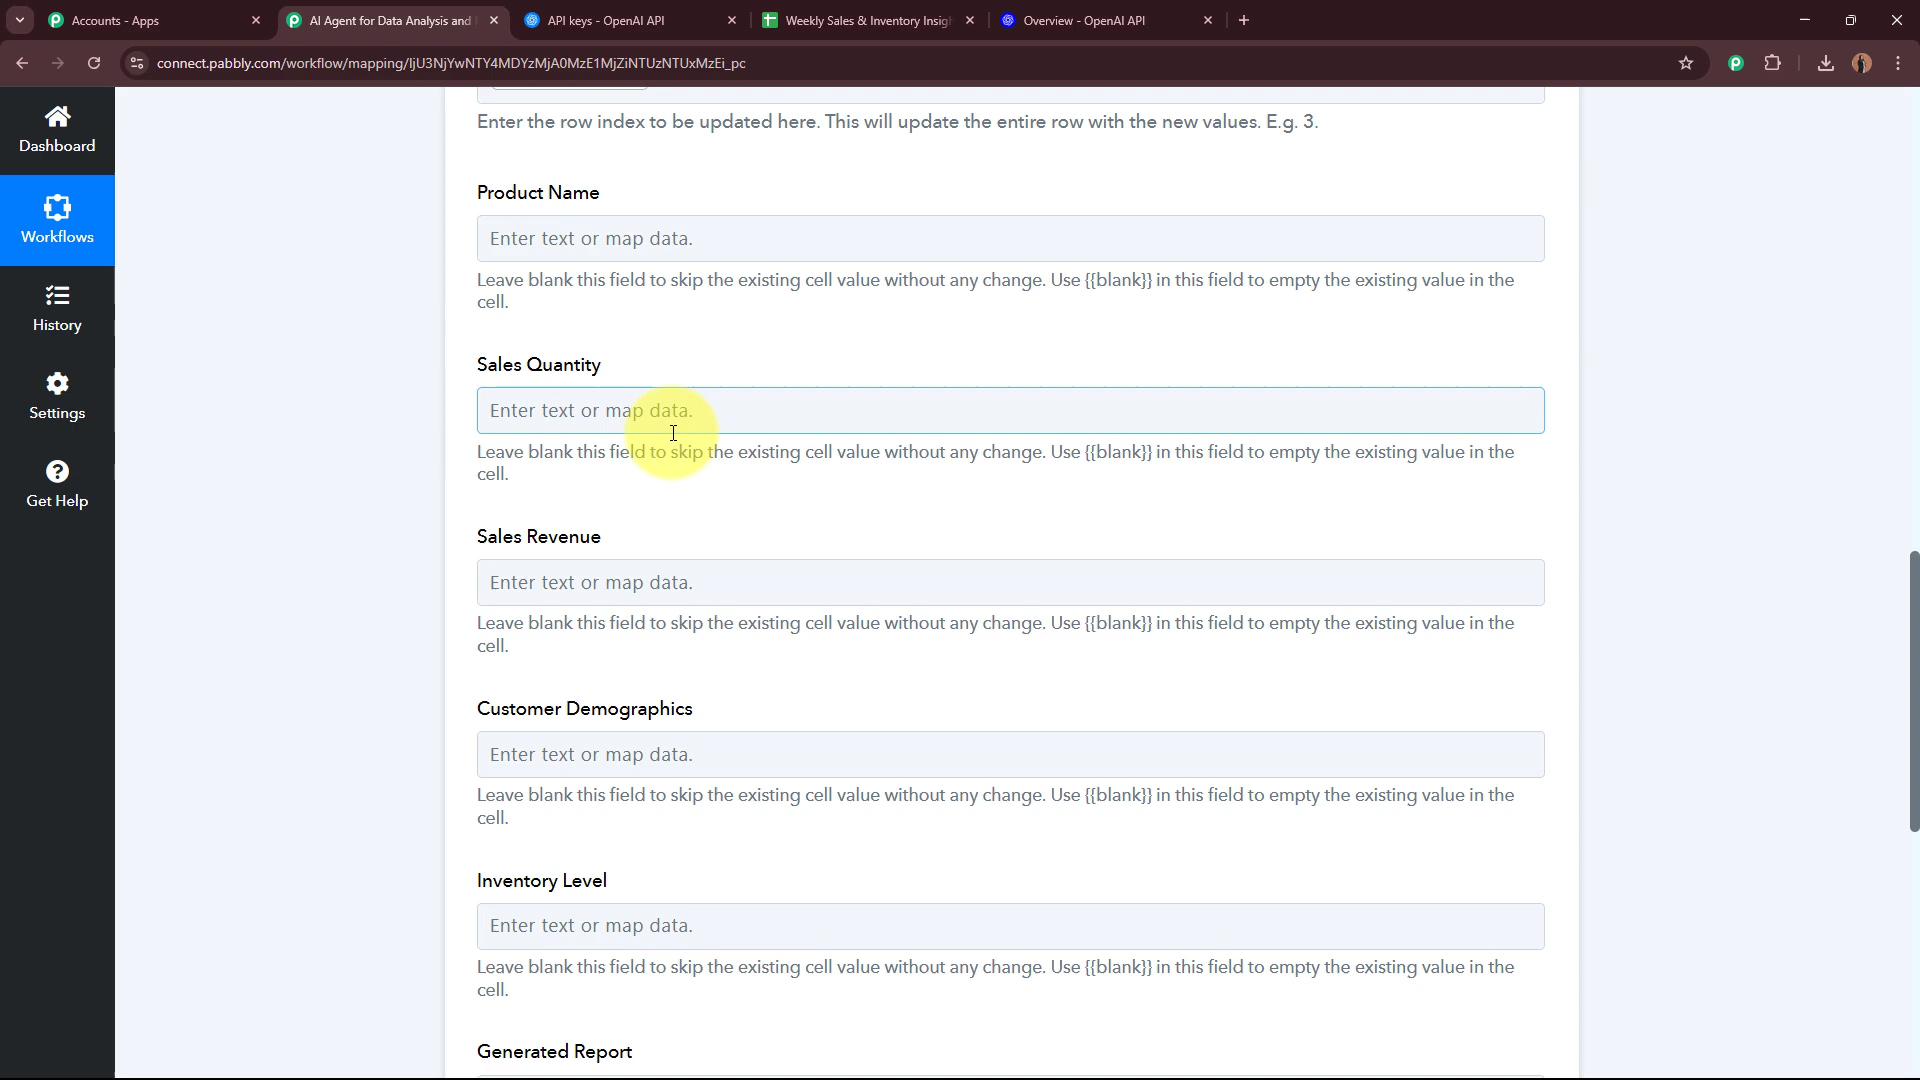 Accounts - Apps
AI Agent for Data Analysis and
API keys - OpenAI API
Weekly Sales & Inventory Insigh
Overview - OpenAI API
connect.pabbly.com/workflow/mapping/IjU3NjYwNTY4MDYzMjA0MzE1MjZiNTUzNTUxMzEi_pc
Dashboard
Workflows
History
Settings
Get Help
Enter the row index to be updated here. This will update the entire row with the new values. E.g. 3.
Product Name
Enter text or map data.
Leave blank this field to skip the existing cell value without any change. Use {{blank}} in this field to empty the existing value in the
cell.
Sales Quantity
Enter text or map data.
Leave blank this field to skip the existing cell value without any change. Use {{blank}} in this field to empty the existing value in the
cell.
Sales Revenue
Enter text or map data.
Leave blank this field to skip the existing cell value without any change. Use {{blank}} in this field to empty the existing value in the
cell.
Customer Demographics
Enter text or map data.
Leave blank this field to skip the existing cell value without any change. Use {{blank}} in this field to empty the existing value in the
cell.
Inventory Level
Enter text or map data.
Leave blank this field to skip the existing cell value without any change. Use {{blank}} in this field to empty the existing value in the
cell.
Generated Report